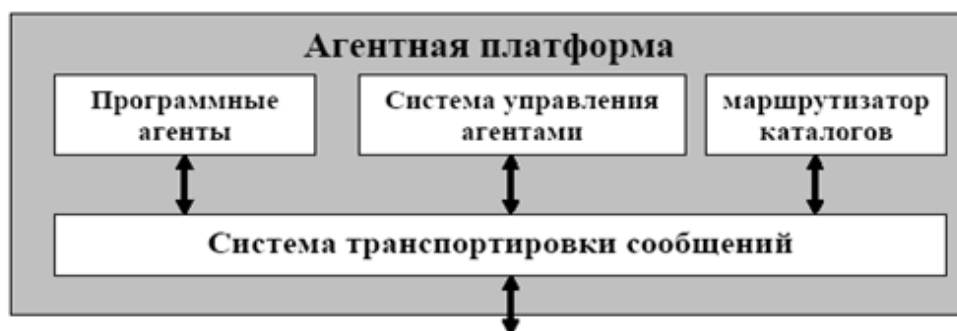 Агентная платформа
Программные
агенты
Система управления
агентами
маршрутизатор
каталогов
Система транспортировки сообщений